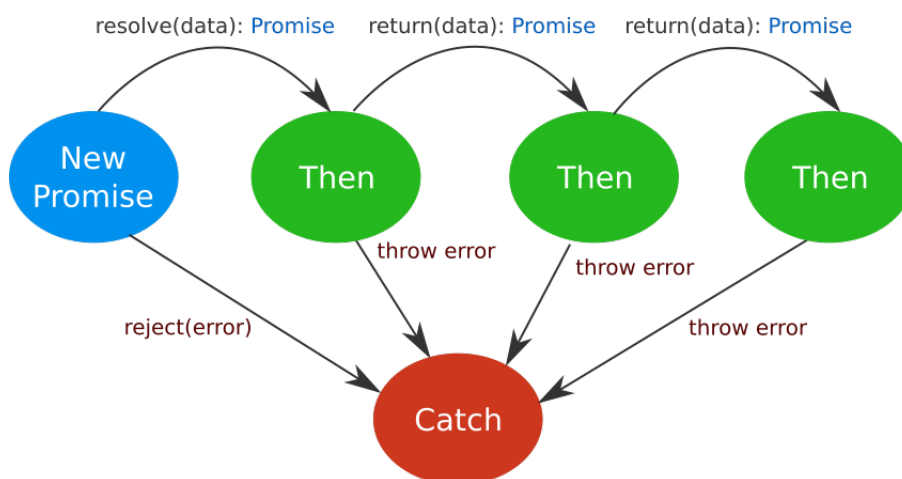 resolve(data): Promise
return(data): Promise
return(data): Promise
New
Promise
Then
Then
Then
throw error
throw error
reject(error)
throw error
Catch